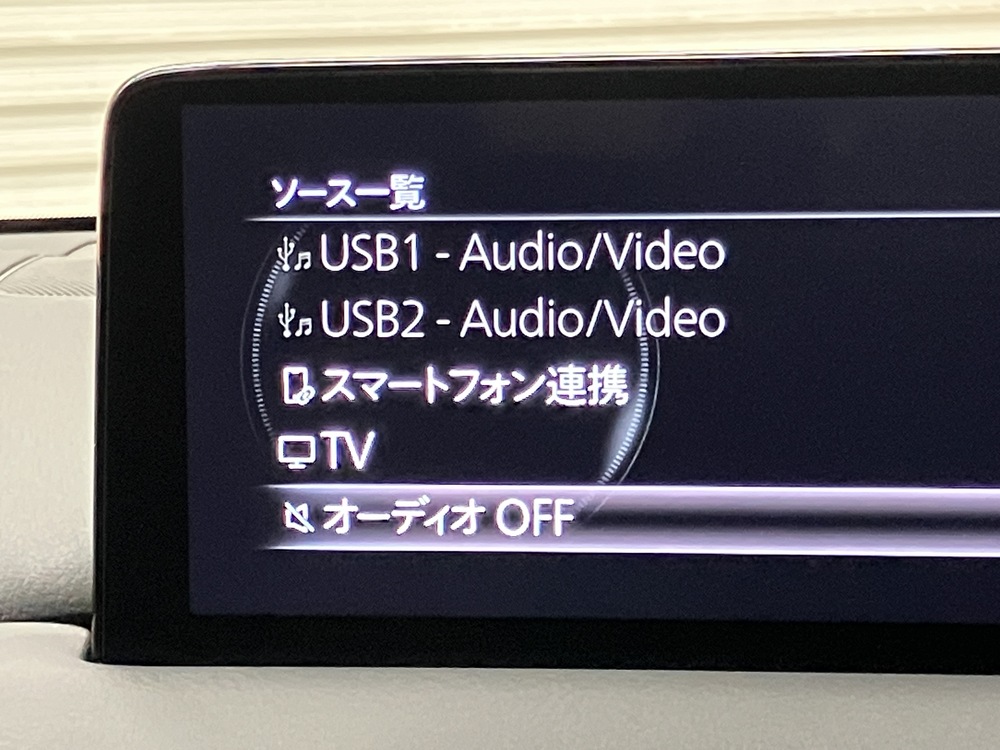 ソース一覧
USB1 - Audio/Video
USB2 - Audio/Video
スマートフォン連携
TV
オーディオ OFF